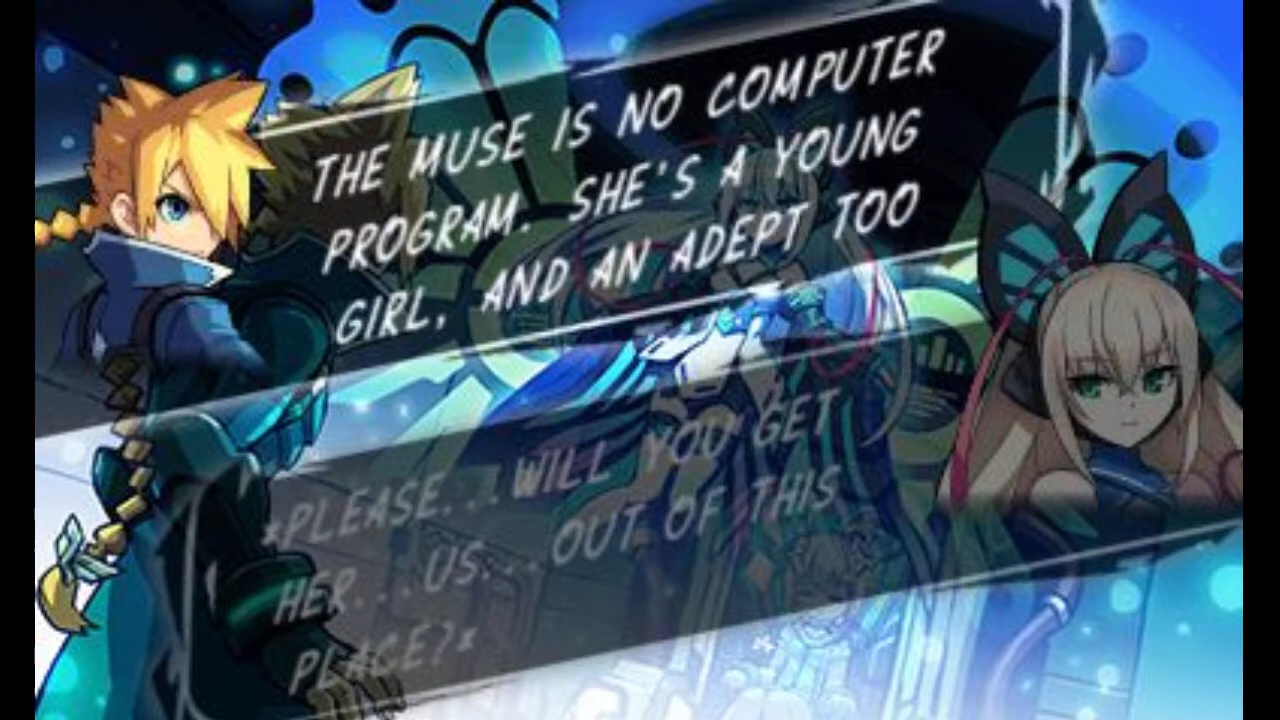 THE MUSE IS NO COMPUTER
PROGRAM. SHE'S A YOUNG
GIRL, AND AN ADEPT TOO
*PLEASE...WILL YOU GET
HER...US...OUT OF THIS
PLACE?*